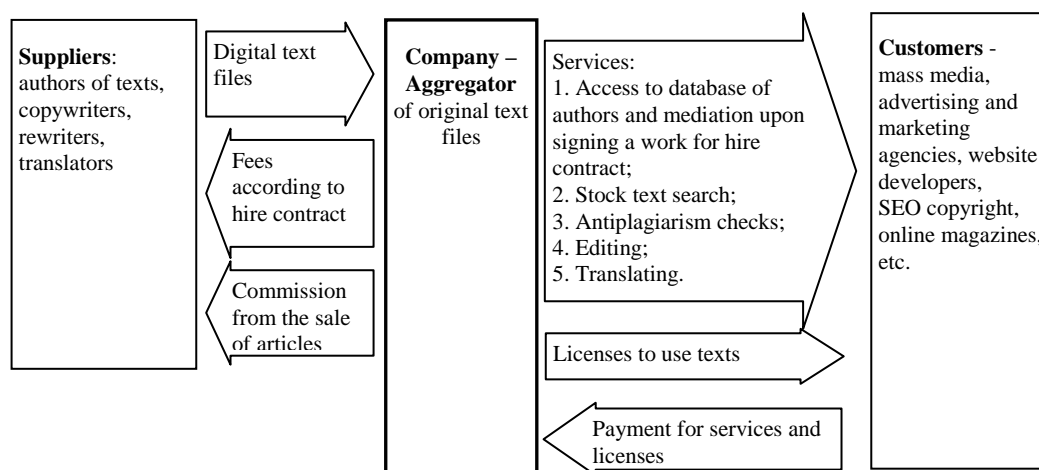 Suppliers:
authors of texts,
copywriters,
rewriters,
translators
Digital text
files
Fees
according to
hire contract
Commission
from the sale
of articles
Company –
Aggregator
of original text
files
Services:
1. Access to database of
authors and mediation upon
signing a work for hire
contract;
2. Stock text search;
3. Antiplagiarism checks;
4. Editing;
5. Translating.
Licenses to use texts
Payment for services and
licenses
Customers -
mass media,
advertising and
marketing
agencies, website
developers,
SEO copyright,
online magazines,
etc.